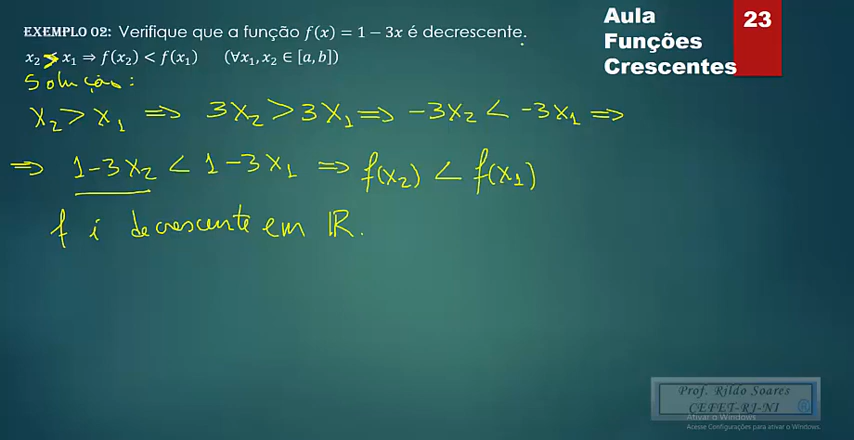 EXEMPLO 02: Verifique que a função f(x) = 1 − 3x é decrescente.
x₂ > x₁ ⇒ f(x₂) < f(x₁) (∀x₁, x₂ ∈ [a, b])
Aula
Funções
Crescentes
23
Solução:
x₂ > x₁ ⇒ 3x₂ > 3x₁ ⇒ −3x₂ < −3x₁ ⇒
⇒ 1−3x₂ < 1−3x₁ ⇒ f(x₂) < f(x₁)
f é decrescente em ℝ.
Prof. Rildo Soares
CEFET-RJ-NI
Ativar o Windows
Acesse Configurações para ativar o Windows.